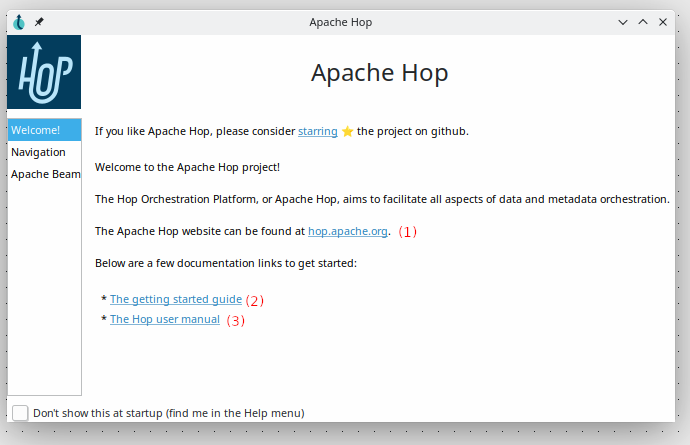 Apache Hop
HOP
Apache Hop
Welcome!
Navigation
Apache Beam
If you like Apache Hop, please consider starring ⭐ the project on github.
Welcome to the Apache Hop project!
The Hop Orchestration Platform, or Apache Hop, aims to facilitate all aspects of data and metadata orchestration.
The Apache Hop website can be found at hop.apache.org. (1)
Below are a few documentation links to get started:
* The getting started guide (2)
* The Hop user manual (3)
Don't show this at startup (find me in the Help menu)